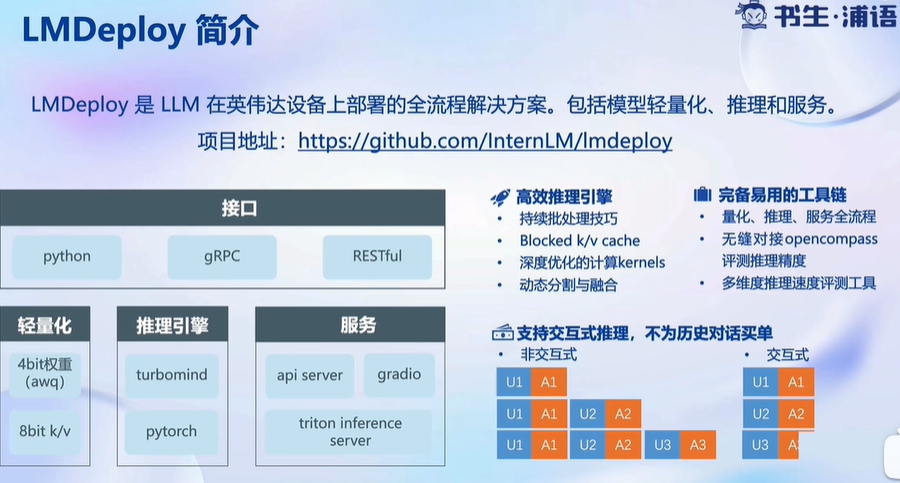 LMDeploy 简介
书生·浦语
LMDeploy 是 LLM 在英伟达设备上部署的全流程解决方案。包括模型轻量化、推理和服务。
项目地址：https://github.com/InternLM/lmdeploy
接口
python
gRPC
RESTful
轻量化
4bit权重
（awq）
8bit k/v
推理引擎
turbomind
pytorch
服务
api server
gradio
triton inference
server
高效推理引擎
• 持续批处理技巧
• Blocked k/v cache
• 深度优化的计算kernels
• 动态分割与融合
完备易用的工具链
• 量化、推理、服务全流程
• 无缝对接opencompass
评测推理精度
• 多维度推理速度评测工具
支持交互式推理，不为历史对话买单
• 非交互式
U1 A1
U1 A1 U2 A2
U1 A1 U2 A2 U3 A3
• 交互式
U1 A1
U2 A2
U3 A